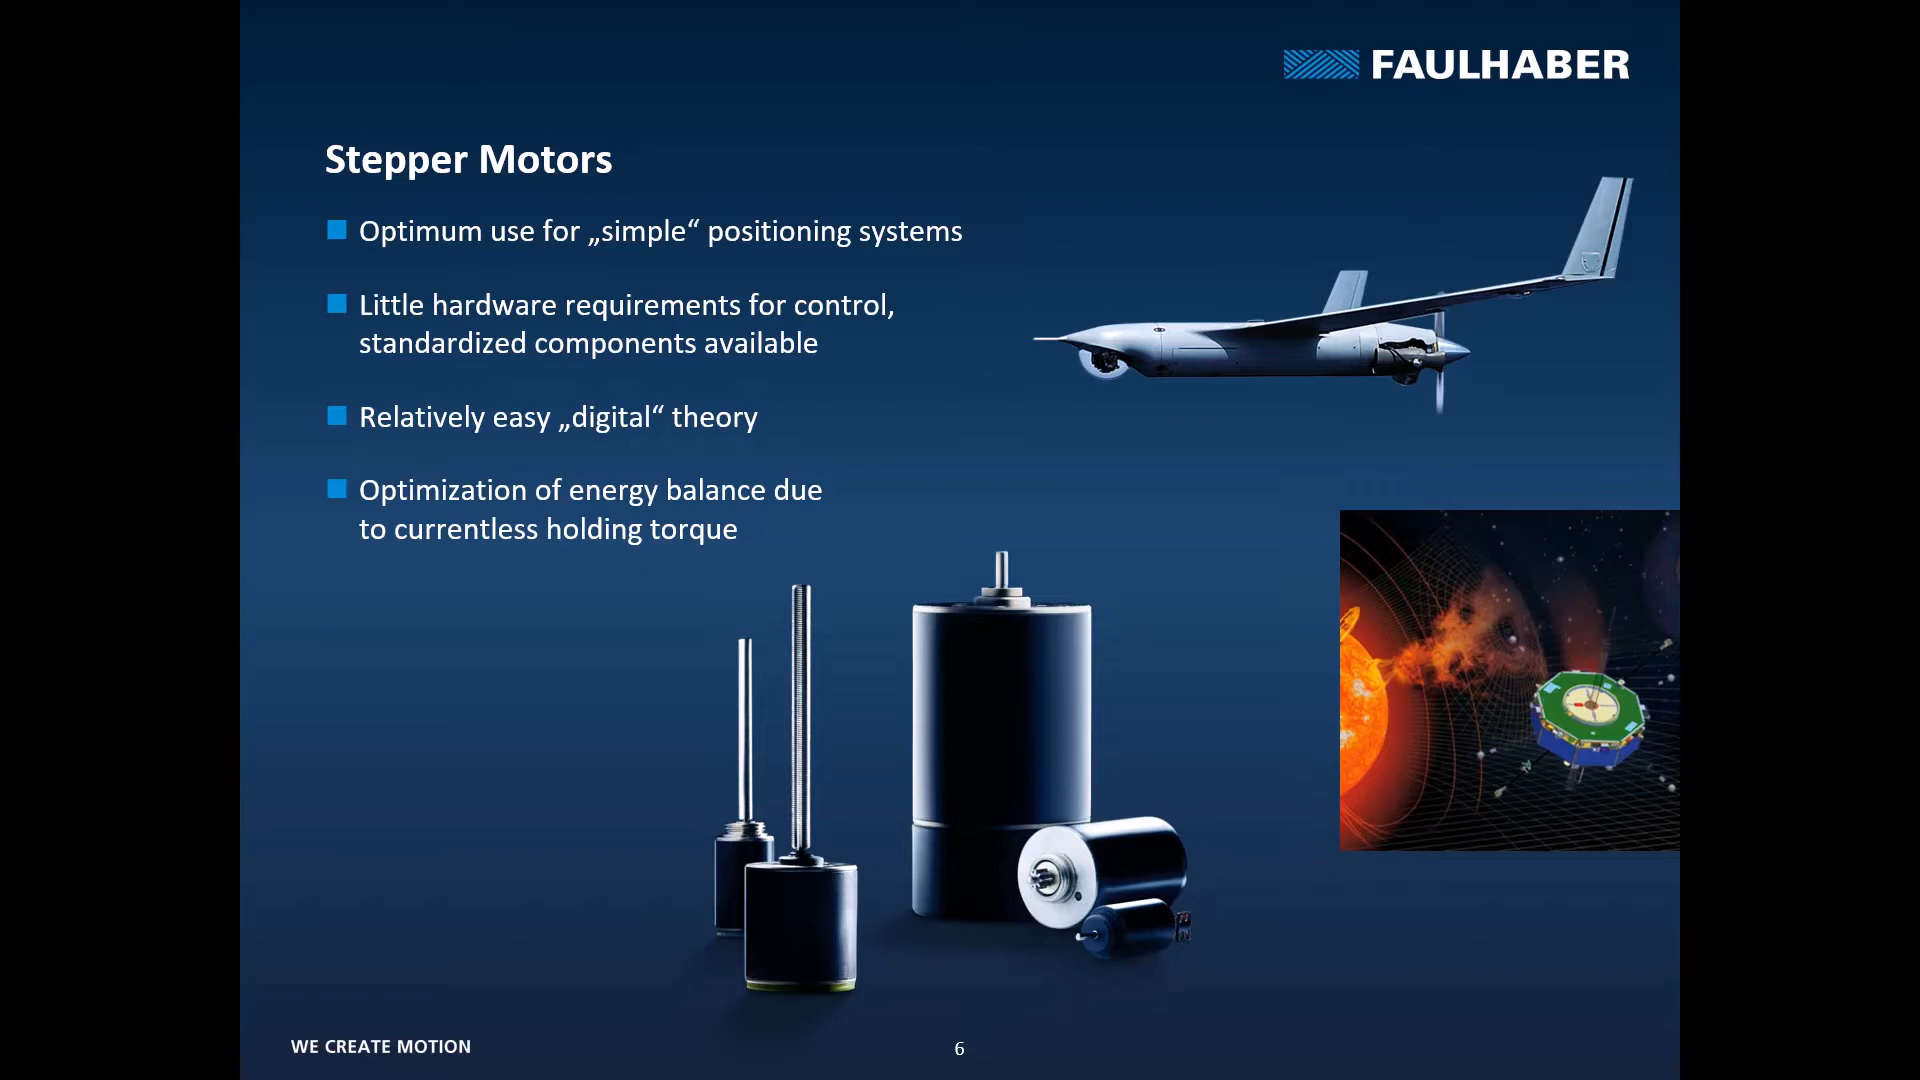 FAULHABER
Stepper Motors
Optimum use for „simple“ positioning systems
Little hardware requirements for control,
standardized components available
Relatively easy „digital“ theory
Optimization of energy balance due
to currentless holding torque
WE CREATE MOTION
6